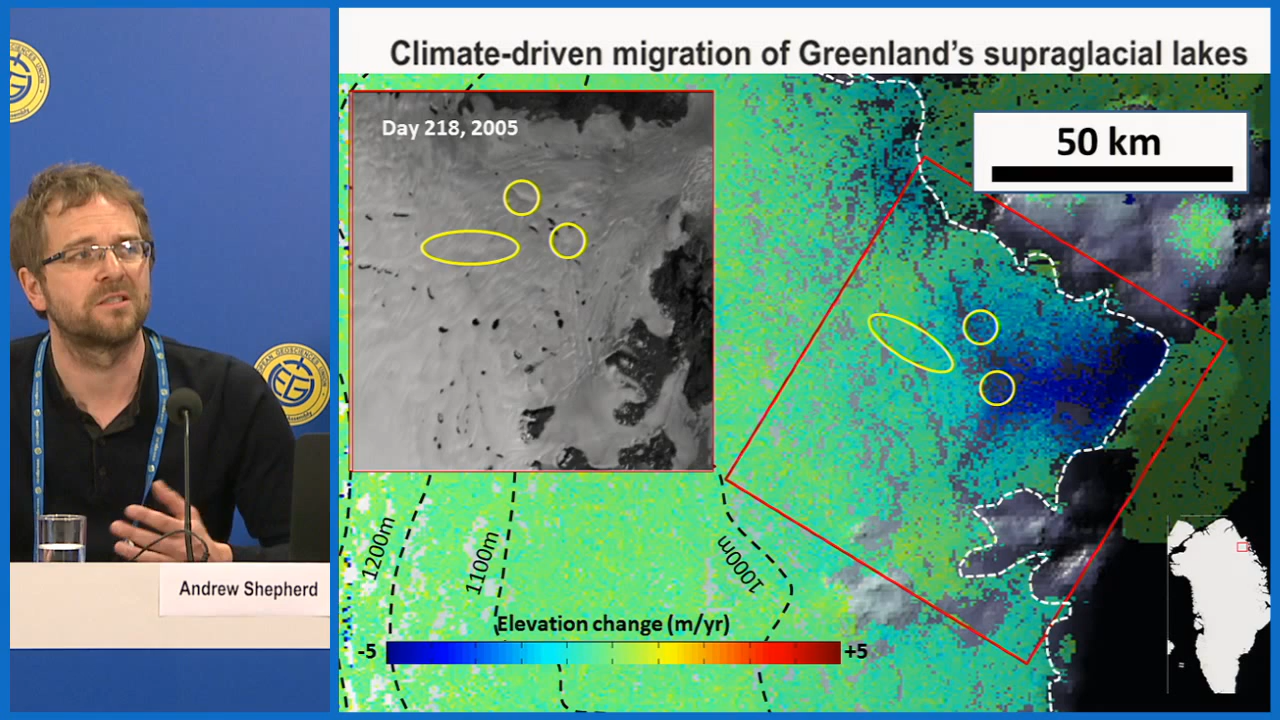 Climate-driven migration of Greenland's supraglacial lakes
Day 218, 2005
50 km
1200m
1100m
1000m
Elevation change (m/yr)
-5
+5
Andrew Shepherd